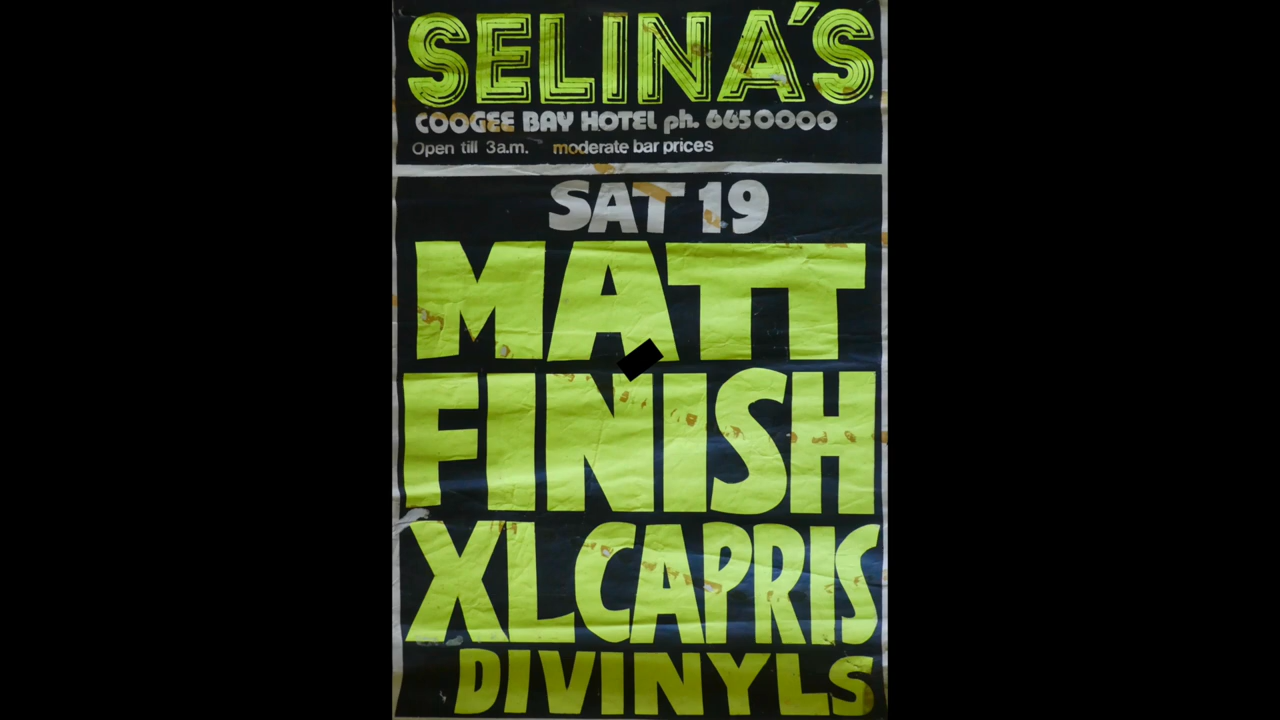 SELINA'S
COOGEE BAY HOTEL ph. 665 0000
Open till 3a.m. moderate bar prices
SAT 19
MATT
FINISH
XL CAPRIS
DIVINYLS